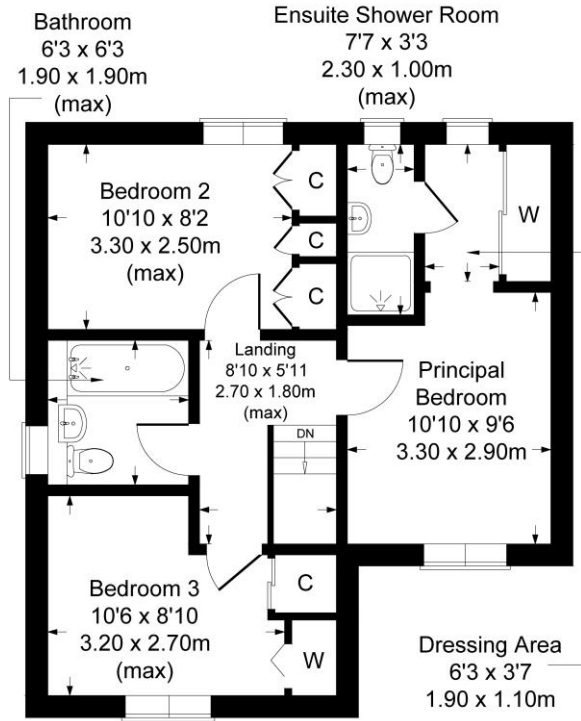 Bathroom
6'3 x 6'3
1.90 x 1.90m
(max)
Ensuite Shower Room
7'7 x 3'3
2.30 x 1.00m
(max)
Bedroom 2
10'10 x 8'2
3.30 x 2.50m
(max)
C
C
C
W
Landing
8'10 x 5'11
2.70 x 1.80m
(max)
DN
Principal
Bedroom
10'10 x 9'6
3.30 x 2.90m
Bedroom 3
10'6 x 8'10
3.20 x 2.70m
(max)
C
W
Dressing Area
6'3 x 3'7
1.90 x 1.10m